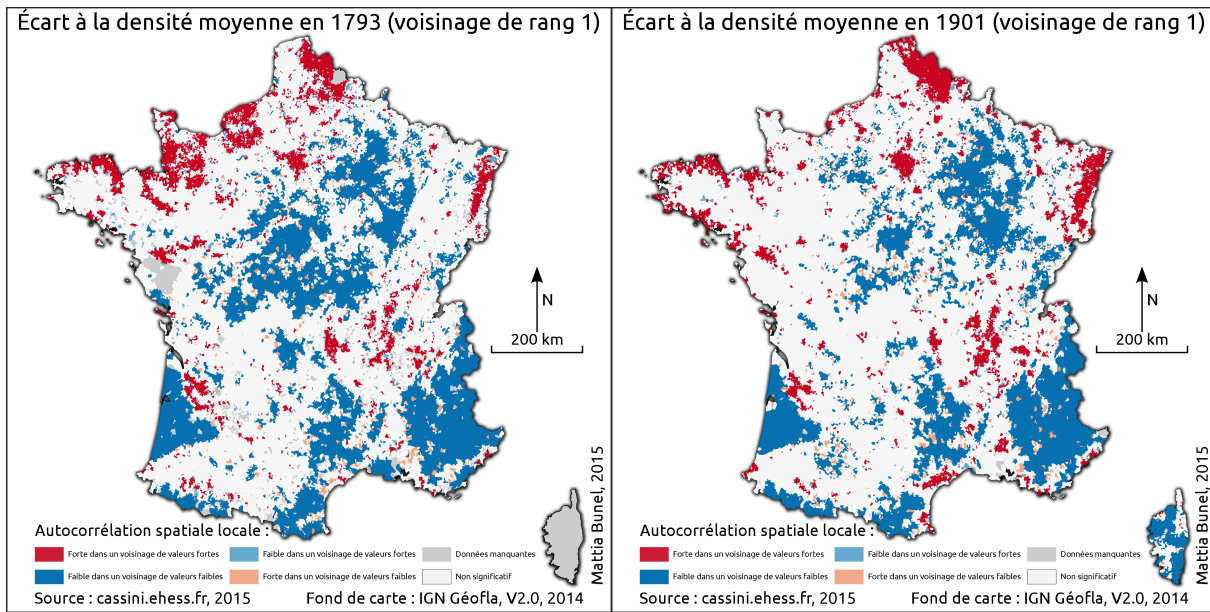 Écart à la densité moyenne en 1793 (voisinage de rang 1)
N
200 km
Mattia Bunel, 2015
Autocorrélation spatiale locale :
Forte dans un voisinage de valeurs fortes
Faible dans un voisinage de valeurs fortes
Données manquantes
Faible dans un voisinage de valeurs faibles
Forte dans un voisinage de valeurs faibles
Non significatif
Source : cassini.ehess.fr, 2015
Fond de carte : IGN Géofla, V2.0, 2014
Écart à la densité moyenne en 1901 (voisinage de rang 1)
N
200 km
Mattia Bunel, 2015
Autocorrélation spatiale locale :
Forte dans un voisinage de valeurs fortes
Faible dans un voisinage de valeurs fortes
Données manquantes
Faible dans un voisinage de valeurs faibles
Forte dans un voisinage de valeurs faibles
Non significatif
Source : cassini.ehess.fr, 2015
Fond de carte : IGN Géofla, V2.0, 2014